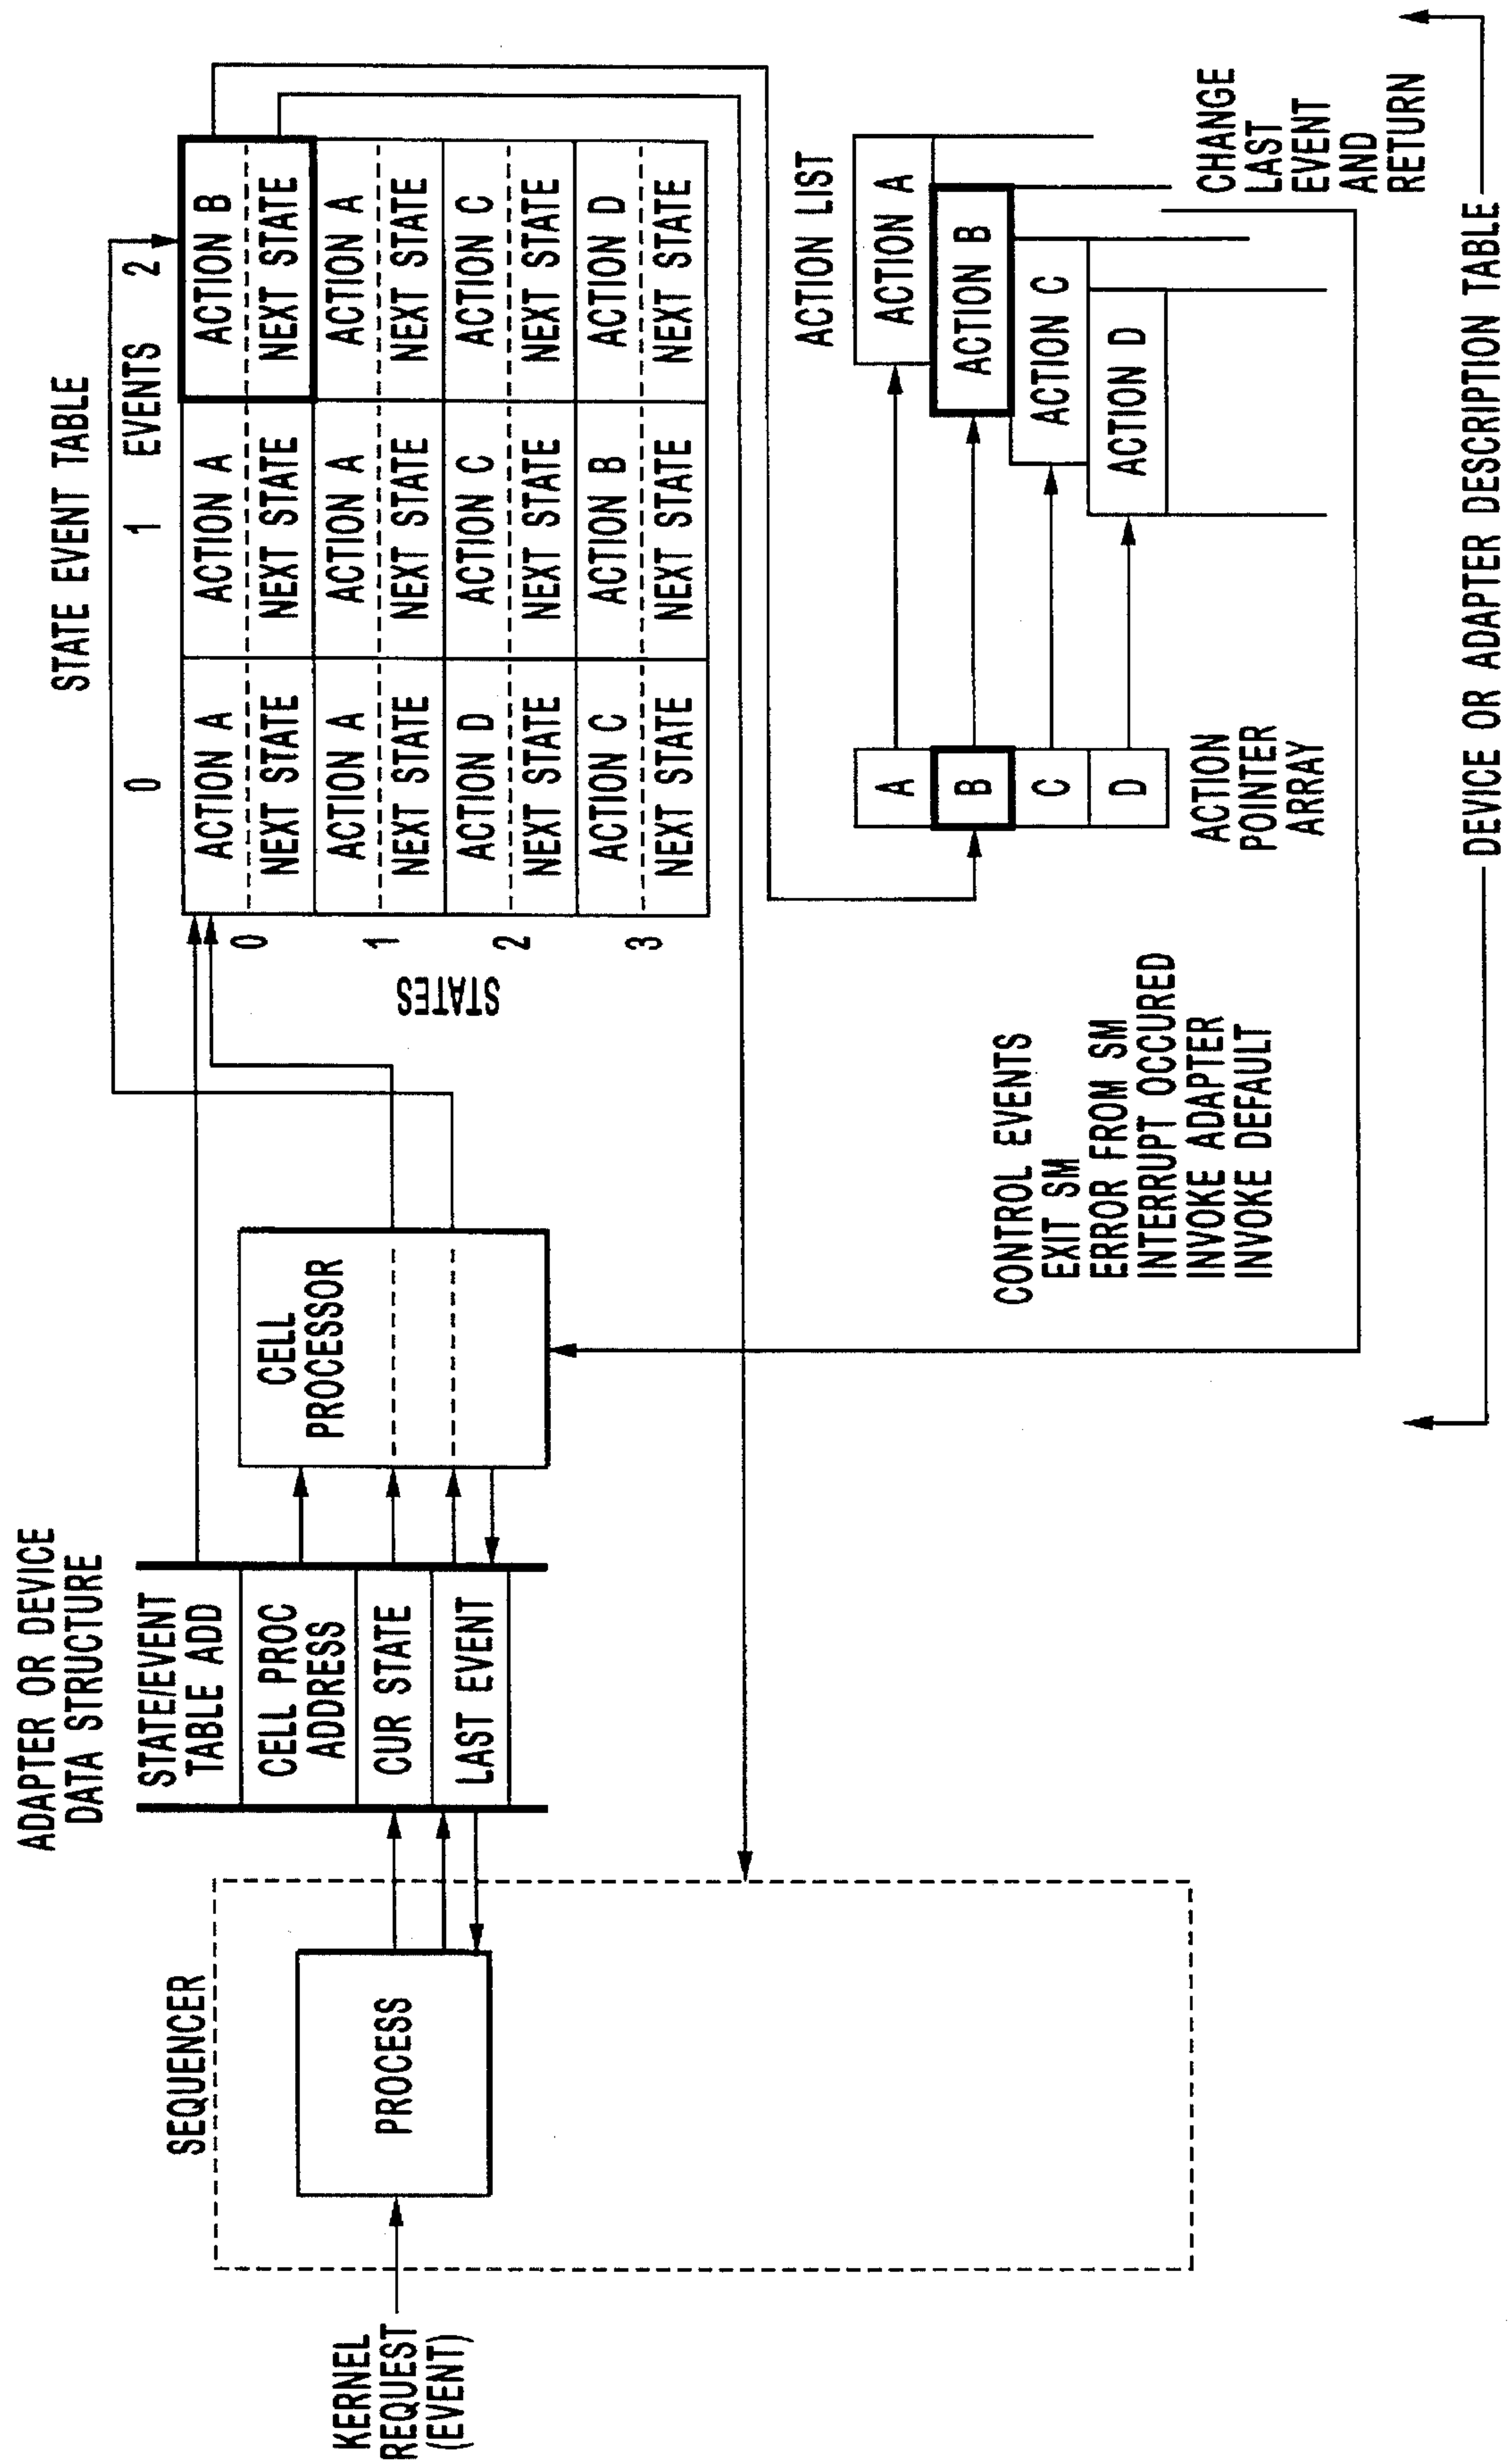 KERNEL
REQUEST
(EVENT)
SEQUENCER
PROCESS
ADAPTER OR DEVICE
DATA STRUCTURE
STATE/EVENT
TABLE ADD
CELL PROC
ADDRESS
CUR STATE
LAST EVENT
CELL
PROCESSOR
STATE EVENT TABLE
0 1 EVENTS 2
STATES
0
ACTION A ACTION A ACTION B
NEXT STATE NEXT STATE NEXT STATE
1
ACTION A ACTION A ACTION A
NEXT STATE NEXT STATE NEXT STATE
2
ACTION D ACTION C ACTION C
NEXT STATE NEXT STATE NEXT STATE
3
ACTION C ACTION B ACTION D
NEXT STATE NEXT STATE NEXT STATE
CONTROL EVENTS
EXIT SM
ERROR FROM SM
INTERRUPT OCCURED
INVOKE ADAPTER
INVOKE DEFAULT
A
B
C
D
ACTION
POINTER
ARRAY
ACTION LIST
ACTION A
ACTION B
ACTION C
ACTION D
CHANGE
LAST
EVENT
AND
RETURN
DEVICE OR ADAPTER DESCRIPTION TABLE